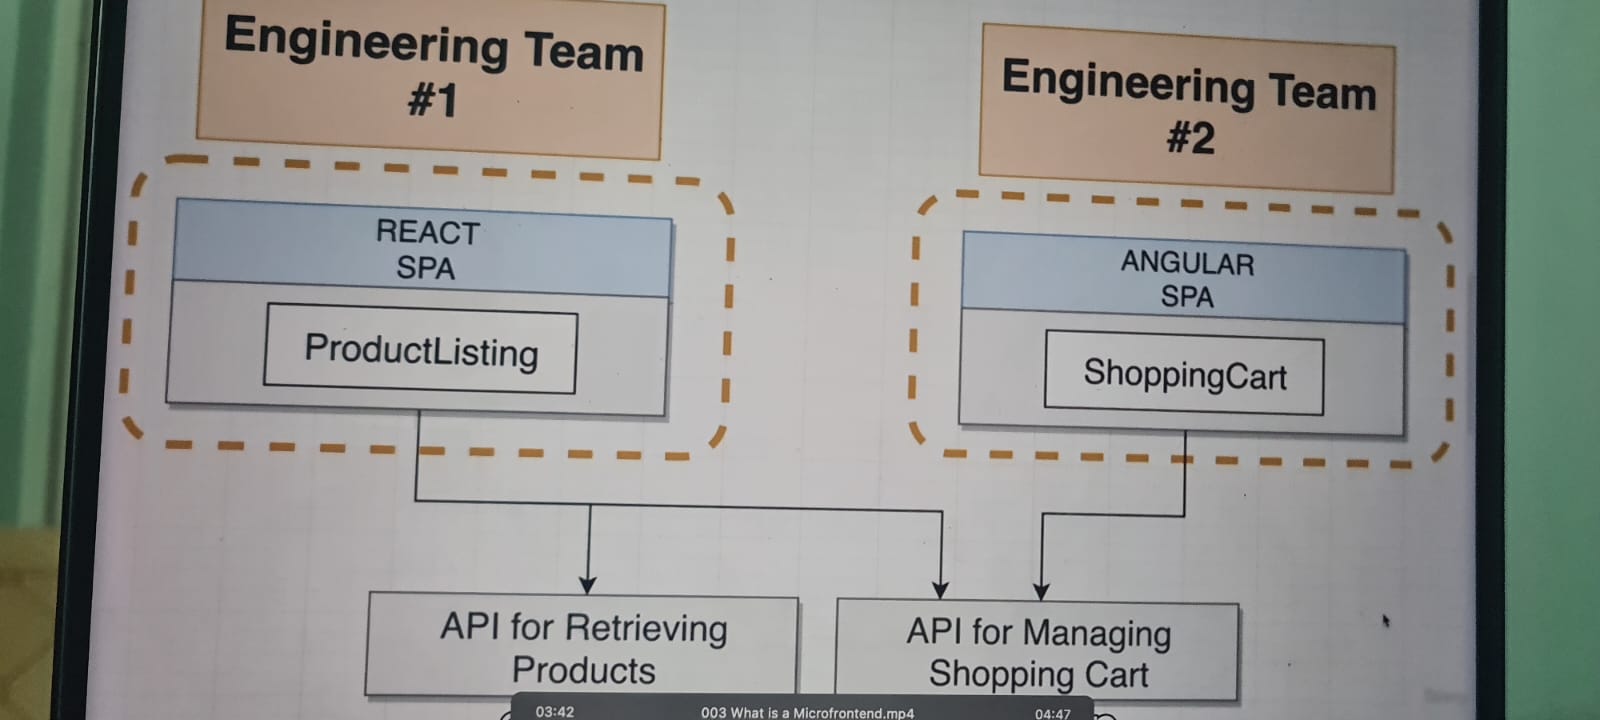 Engineering Team
#1
Engineering Team
#2
REACT
SPA
ProductListing
ANGULAR
SPA
ShoppingCart
API for Retrieving
Products
API for Managing
Shopping Cart
03:42
003 What is a Microfrontend.mp4
04:47